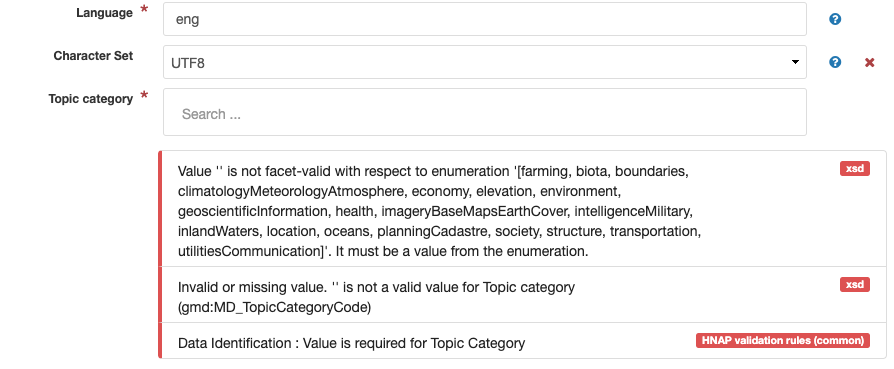 Language *
eng
Character Set
UTF8
Topic category *
Search ...
Value '' is not facet-valid with respect to enumeration '[farming, biota, boundaries,
climatologyMeteorologyAtmosphere, economy, elevation, environment,
geoscientificInformation, health, imageryBaseMapsEarthCover, intelligenceMilitary,
inlandWaters, location, oceans, planningCadastre, society, structure, transportation,
utilitiesCommunication]'. It must be a value from the enumeration.
xsd
Invalid or missing value. '' is not a valid value for Topic category
(gmd:MD_TopicCategoryCode)
xsd
Data Identification : Value is required for Topic Category
HNAP validation rules (common)